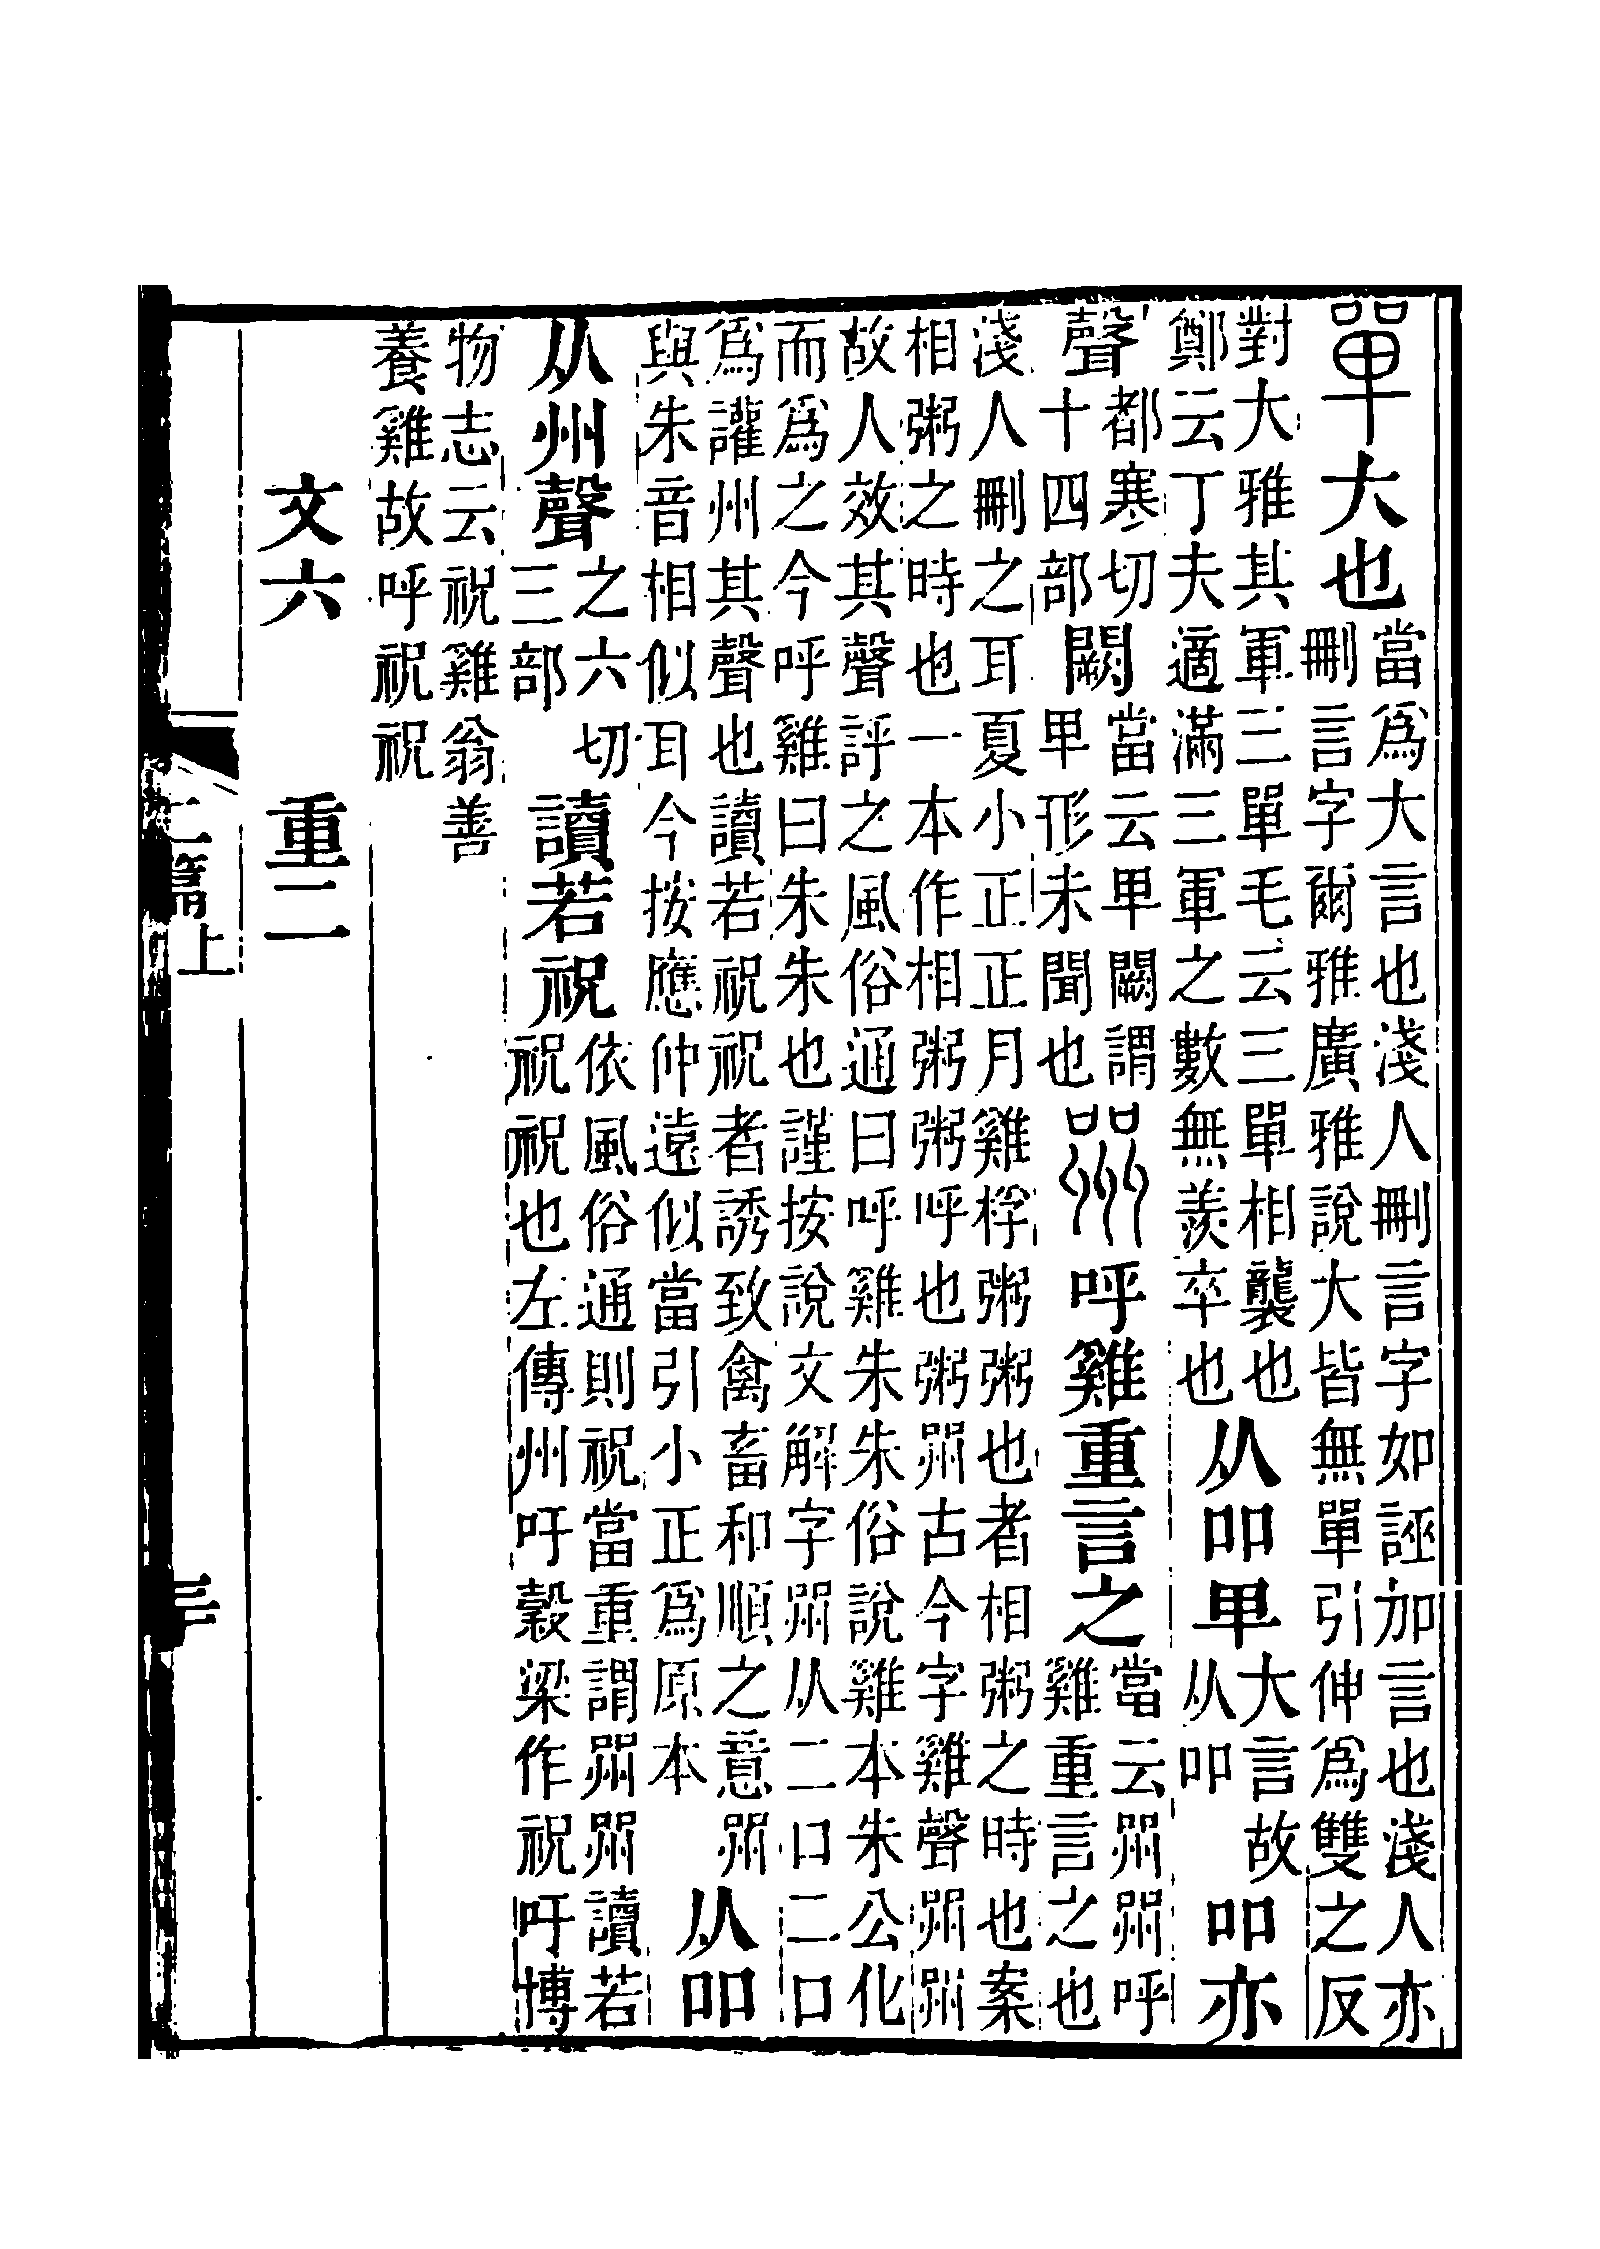 單大也當爲大言也淺人刪言字如誣加言也淺人亦
刪言字爾雅廣雅說大皆無單引伸爲雙之反
對大雅其軍三單毛云三單相襲也
鄭云丁夫適滿三軍之數無羨卒也从吅甲大言故
从吅吅亦
聲都寒切
十四部闕當云甲闕謂
甲形未聞也喌呼雞重言之當云喌喌呼
雞重言之也
淺人刪之耳夏小正正月雞桴粥粥也者相粥之時也案
相粥之時也一本作相粥粥呼也粥喌古今字雞聲喌喌
故人效其聲評之風俗通曰呼雞朱朱俗說雞本朱公化
而爲之今呼雞曰朱朱也謹按說文解字喌从二口二口
爲讙州其聲也讀若祝祝者誘致禽畜和順之意喌
與朱音相似耳今按應仲遠似當引小正爲原本从吅
从州聲之六切
三部讀若祝依風俗通則祝當重謂喌喌讀若
祝祝也左傳州吁穀梁作祝吁博
物志云祝雞翁善
養雞故呼祝祝
文六 重二
二篇上
三